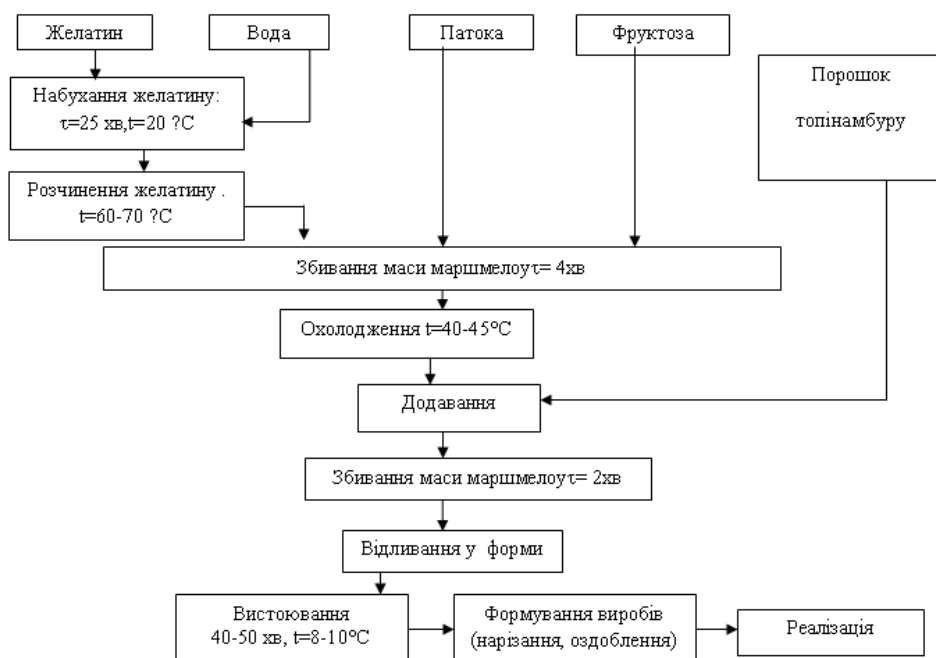 Желатин
Вода
Патока
Фруктоза
Порошок
топінамбуру
Набухання желатину:
τ=25 хв,t=20 ?С
Розчинення желатину .
t=60-70 ?С
Збивання маси маршмелоуτ= 4хв
Охолодження t=40-45°С
Додавання
Збивання маси маршмелоуτ= 2хв
Відливання у форми
Вистоювання
40-50 хв, t=8-10°С
Формування виробів
(нарізання, оздоблення)
Реалізація